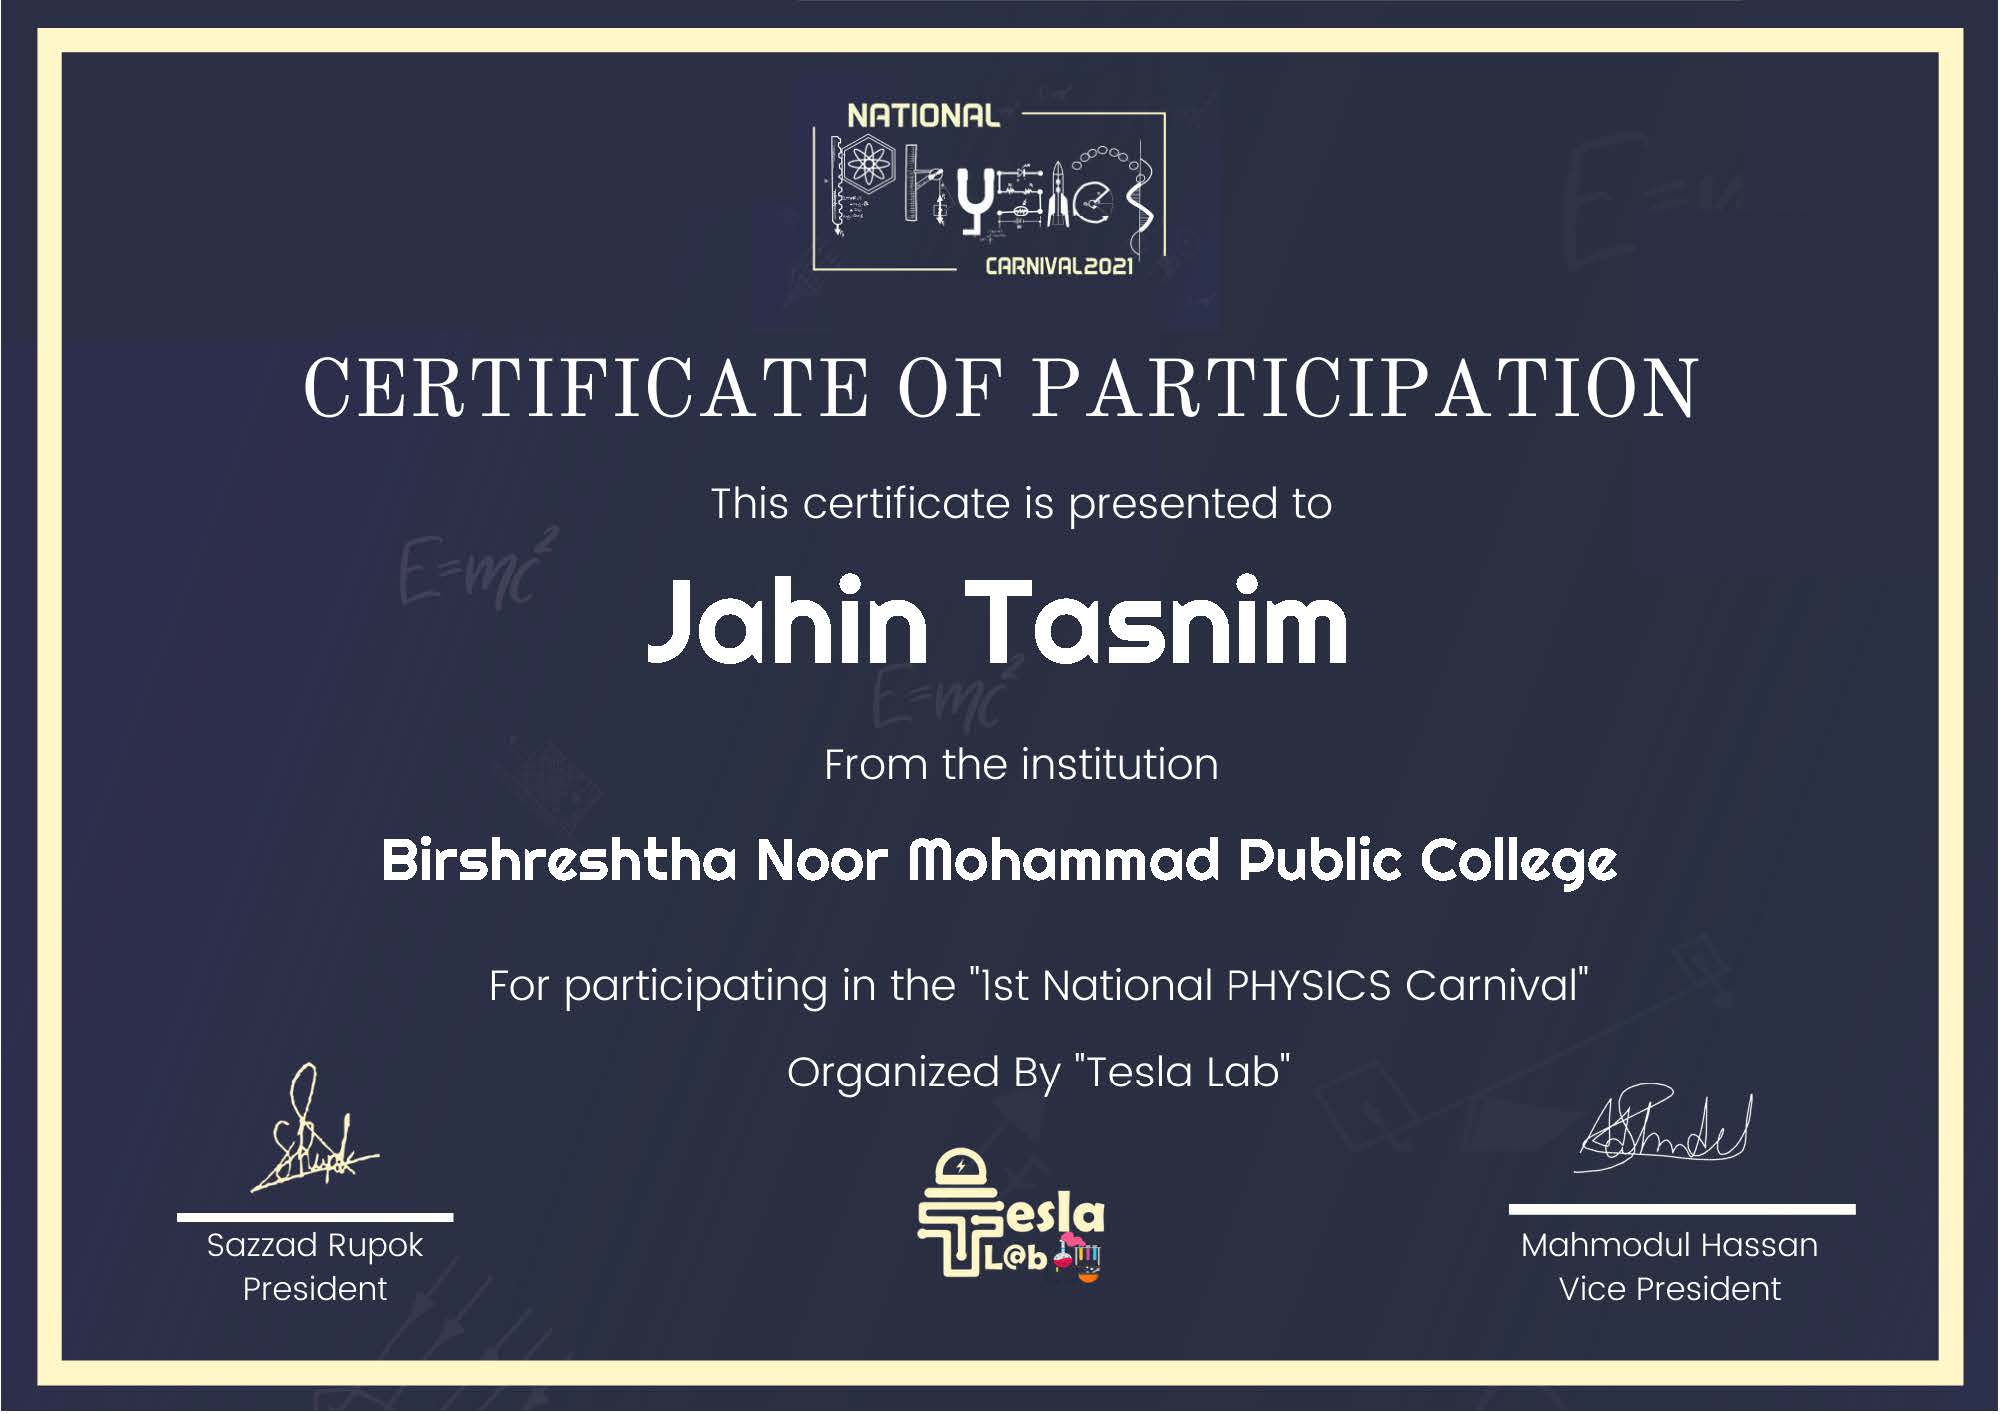 NATIONAL
Physics
CARNIVAL2021
E=m
CERTIFICATE OF PARTICIPATION
This certificate is presented to
E=mc²
Jahin Tasnim
E=mc²
From the institution
Birshreshtha Noor Mohammad Public College
For participating in the "1st National PHYSICS Carnival"
Organized By "Tesla Lab"
Tesla
L@b
Sazzad Rupok
President
Mahmodul Hassan
Vice President